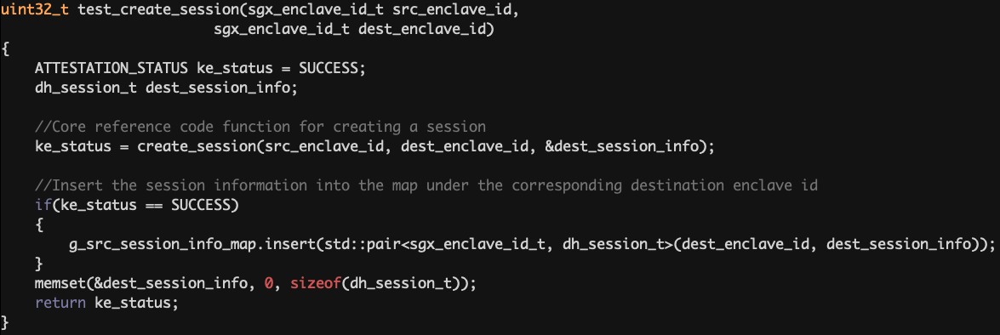 uint32_t test_create_session(sgx_enclave_id_t src_enclave_id,
                         sgx_enclave_id_t dest_enclave_id)
{
    ATTESTATION_STATUS ke_status = SUCCESS;
    dh_session_t dest_session_info;

    //Core reference code function for creating a session
    ke_status = create_session(src_enclave_id, dest_enclave_id, &dest_session_info);

    //Insert the session information into the map under the corresponding destination enclave id
    if(ke_status == SUCCESS)
    {
        g_src_session_info_map.insert(std::pair<sgx_enclave_id_t, dh_session_t>(dest_enclave_id, dest_session_info));
    }
    memset(&dest_session_info, 0, sizeof(dh_session_t));
    return ke_status;
}